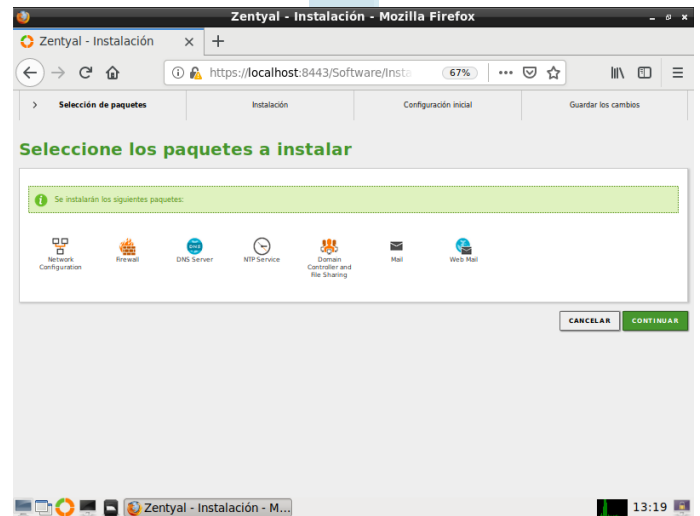 Zentyal - Instalación - Mozilla Firefox
Zentyal - Instalación
https://localhost:8443/Software/Insta
67%
Selección de paquetes
Instalación
Configuración inicial
Guardar los cambios
Seleccione los paquetes a instalar
Se instalarán los siguientes paquetes:
Network
Configuration
Firewall
DNS Server
NTP Service
Domain
Controller and
File Sharing
Mail
Web Mail
CANCELAR
CONTINUAR
Zentyal - Instalación - M...
13:19